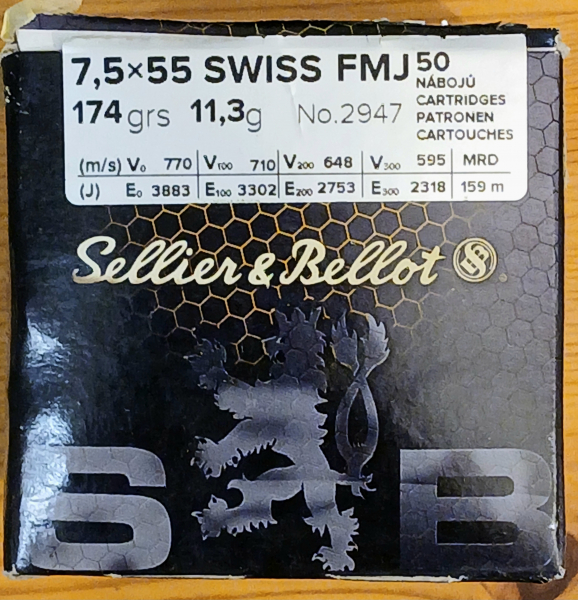 7,5×55 SWISS FMJ 50
NÁBOJŮ
CARTRIDGES
PATRONEN
CARTOUCHES
174 grs 11,3g No.2947
(m/s) V₀ 770 V₁₀₀ 710 V₂₀₀ 648 V₃₀₀ 595 MRD
(J) E₀ 3883 E₁₀₀ 3302 E₂₀₀ 2753 E₃₀₀ 2318 159 m
Sellier & Bellot
S B